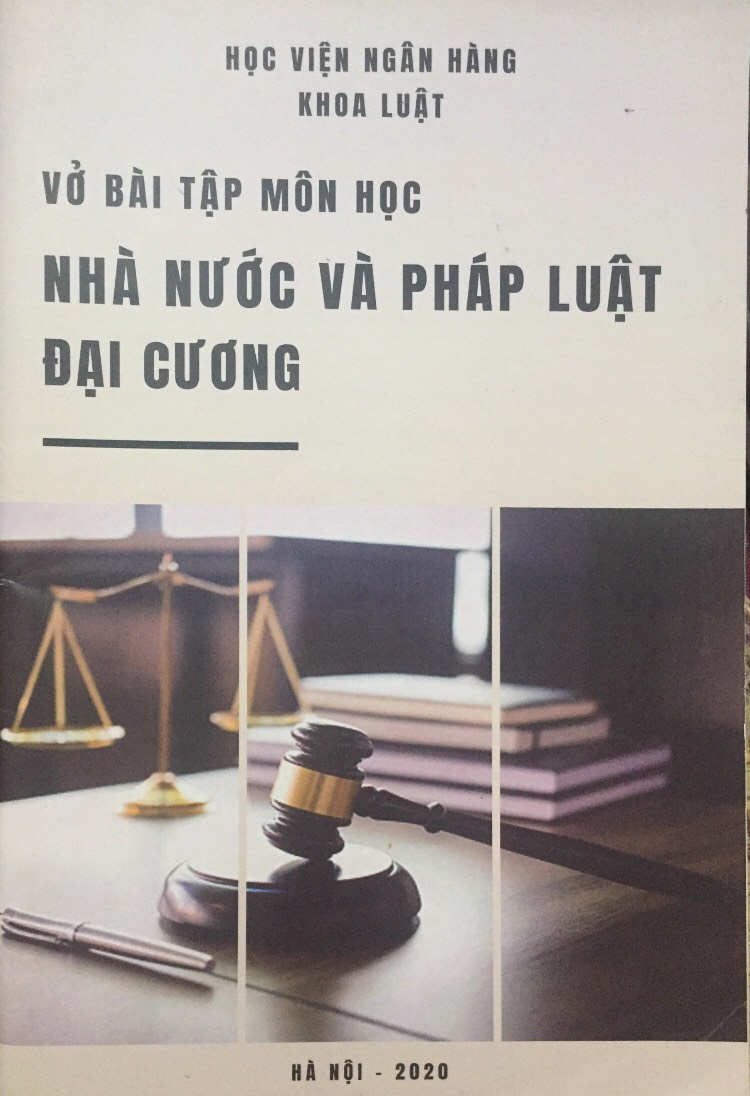 HỌC VIỆN NGÂN HÀNG
KHOA LUẬT
VỞ BÀI TẬP MÔN HỌC
NHÀ NƯỚC VÀ PHÁP LUẬT
ĐẠI CƯƠNG
HÀ NỘI - 2020